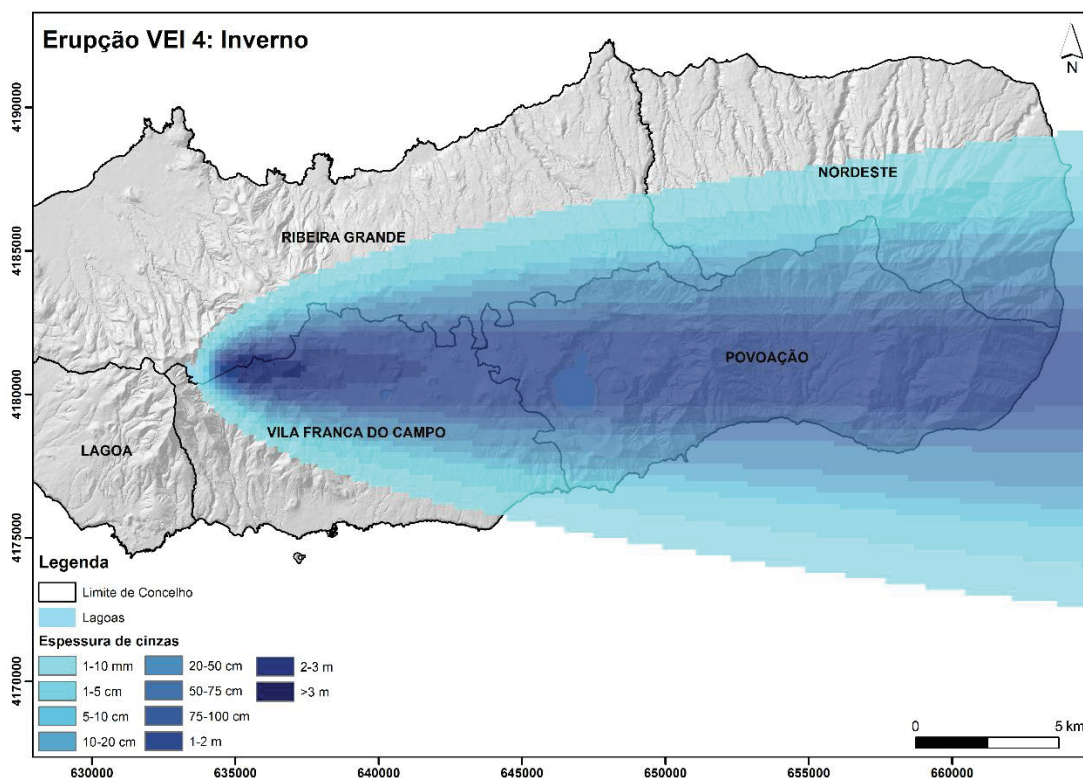 Erupção VEI 4: Inverno
N
4190000
4185000
4180000
4175000
4170000
NORDESTE
RIBEIRA GRANDE
POVOAÇÃO
VILA FRANCA DO CAMPO
LAGOA
Legenda
Limite de Concelho
Lagoas
Espessura de cinzas
1-10 mm
1-5 cm
5-10 cm
10-20 cm
20-50 cm
50-75 cm
75-100 cm
1-2 m
2-3 m
>3 m
0 5 km
630000 635000 640000 645000 650000 655000 660000